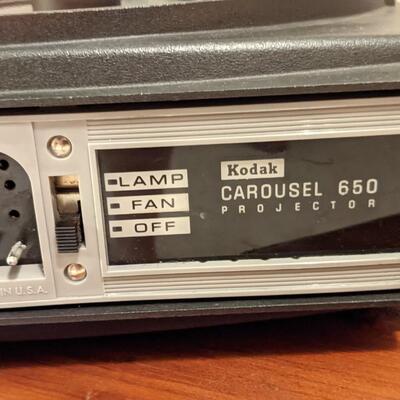 LAMP
FAN
OFF
Kodak
CAROUSEL 650
PROJECTOR
IN U.S.A.